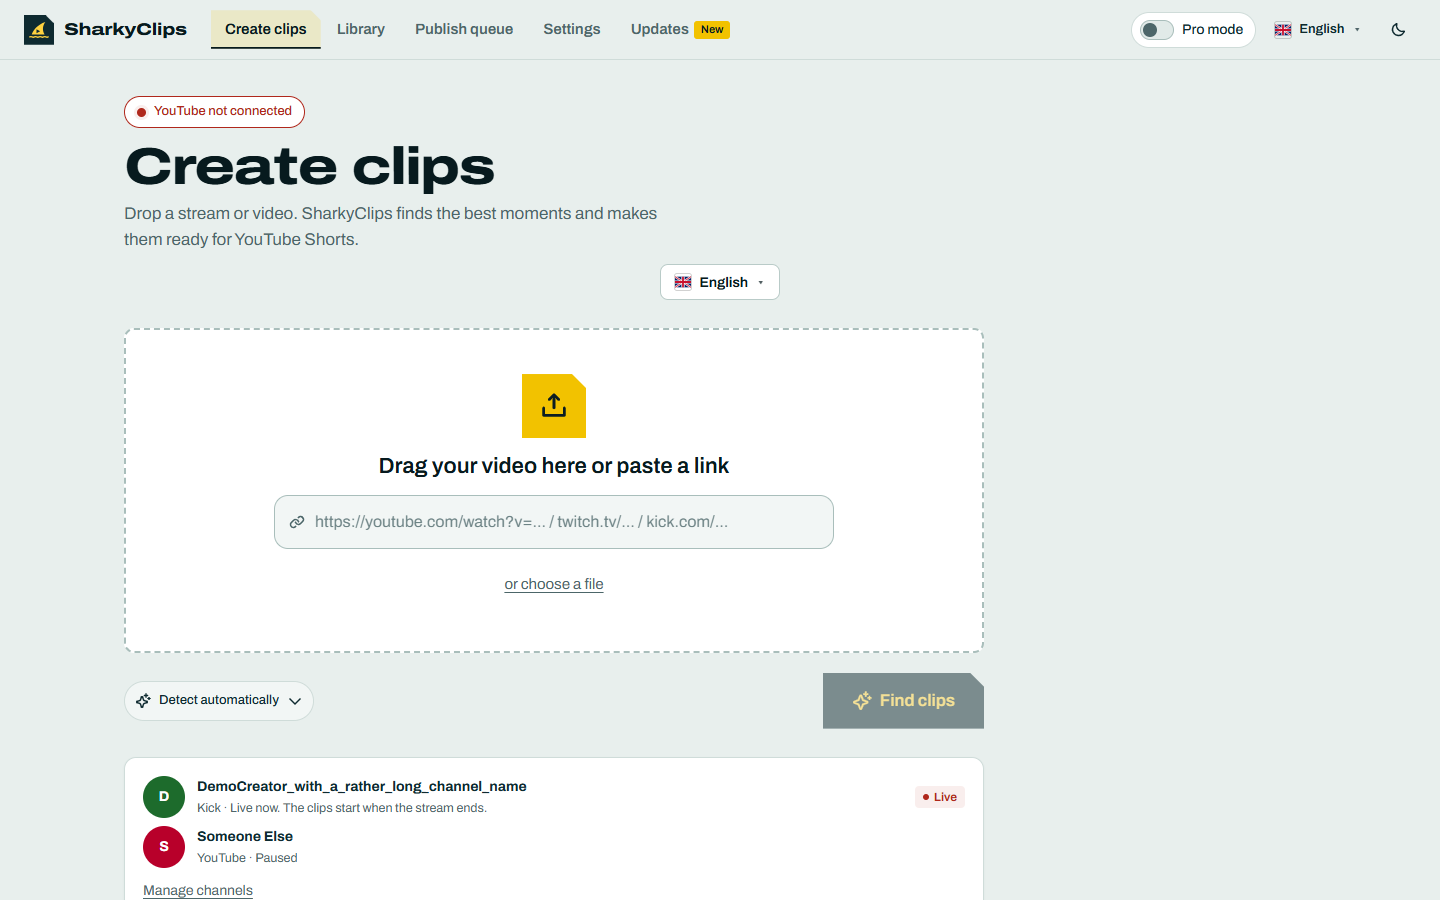 SharkyClips
Create clips
Library
Publish queue
Settings
Updates New
Pro mode
English
YouTube not connected
Create clips
Drop a stream or video. SharkyClips finds the best moments and makes
them ready for YouTube Shorts.
English
Drag your video here or paste a link
https://youtube.com/watch?v=... / twitch.tv/... / kick.com/...
or choose a file
Detect automatically
Find clips
D
DemoCreator_with_a_rather_long_channel_name
Kick · Live now. The clips start when the stream ends.
Live
S
Someone Else
YouTube · Paused
Manage channels